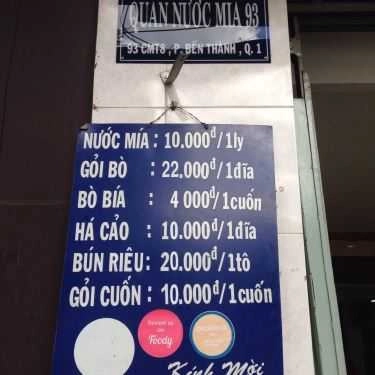 QUÁN NƯỚC MÍA 93
93 CMT8, P. BẾN THÀNH, Q. 1
NƯỚC MÍA : 10.000đ/1ly
GỎI BÒ : 22.000đ/1đĩa
BÒ BÍA : 4 000đ/1cuốn
HÁ CẢO : 10.000đ/1đĩa
BÚN RIÊU : 20.000đ/1tô
GỎI CUỐN : 10.000đ/1cuốn
Foody
Kính Mời